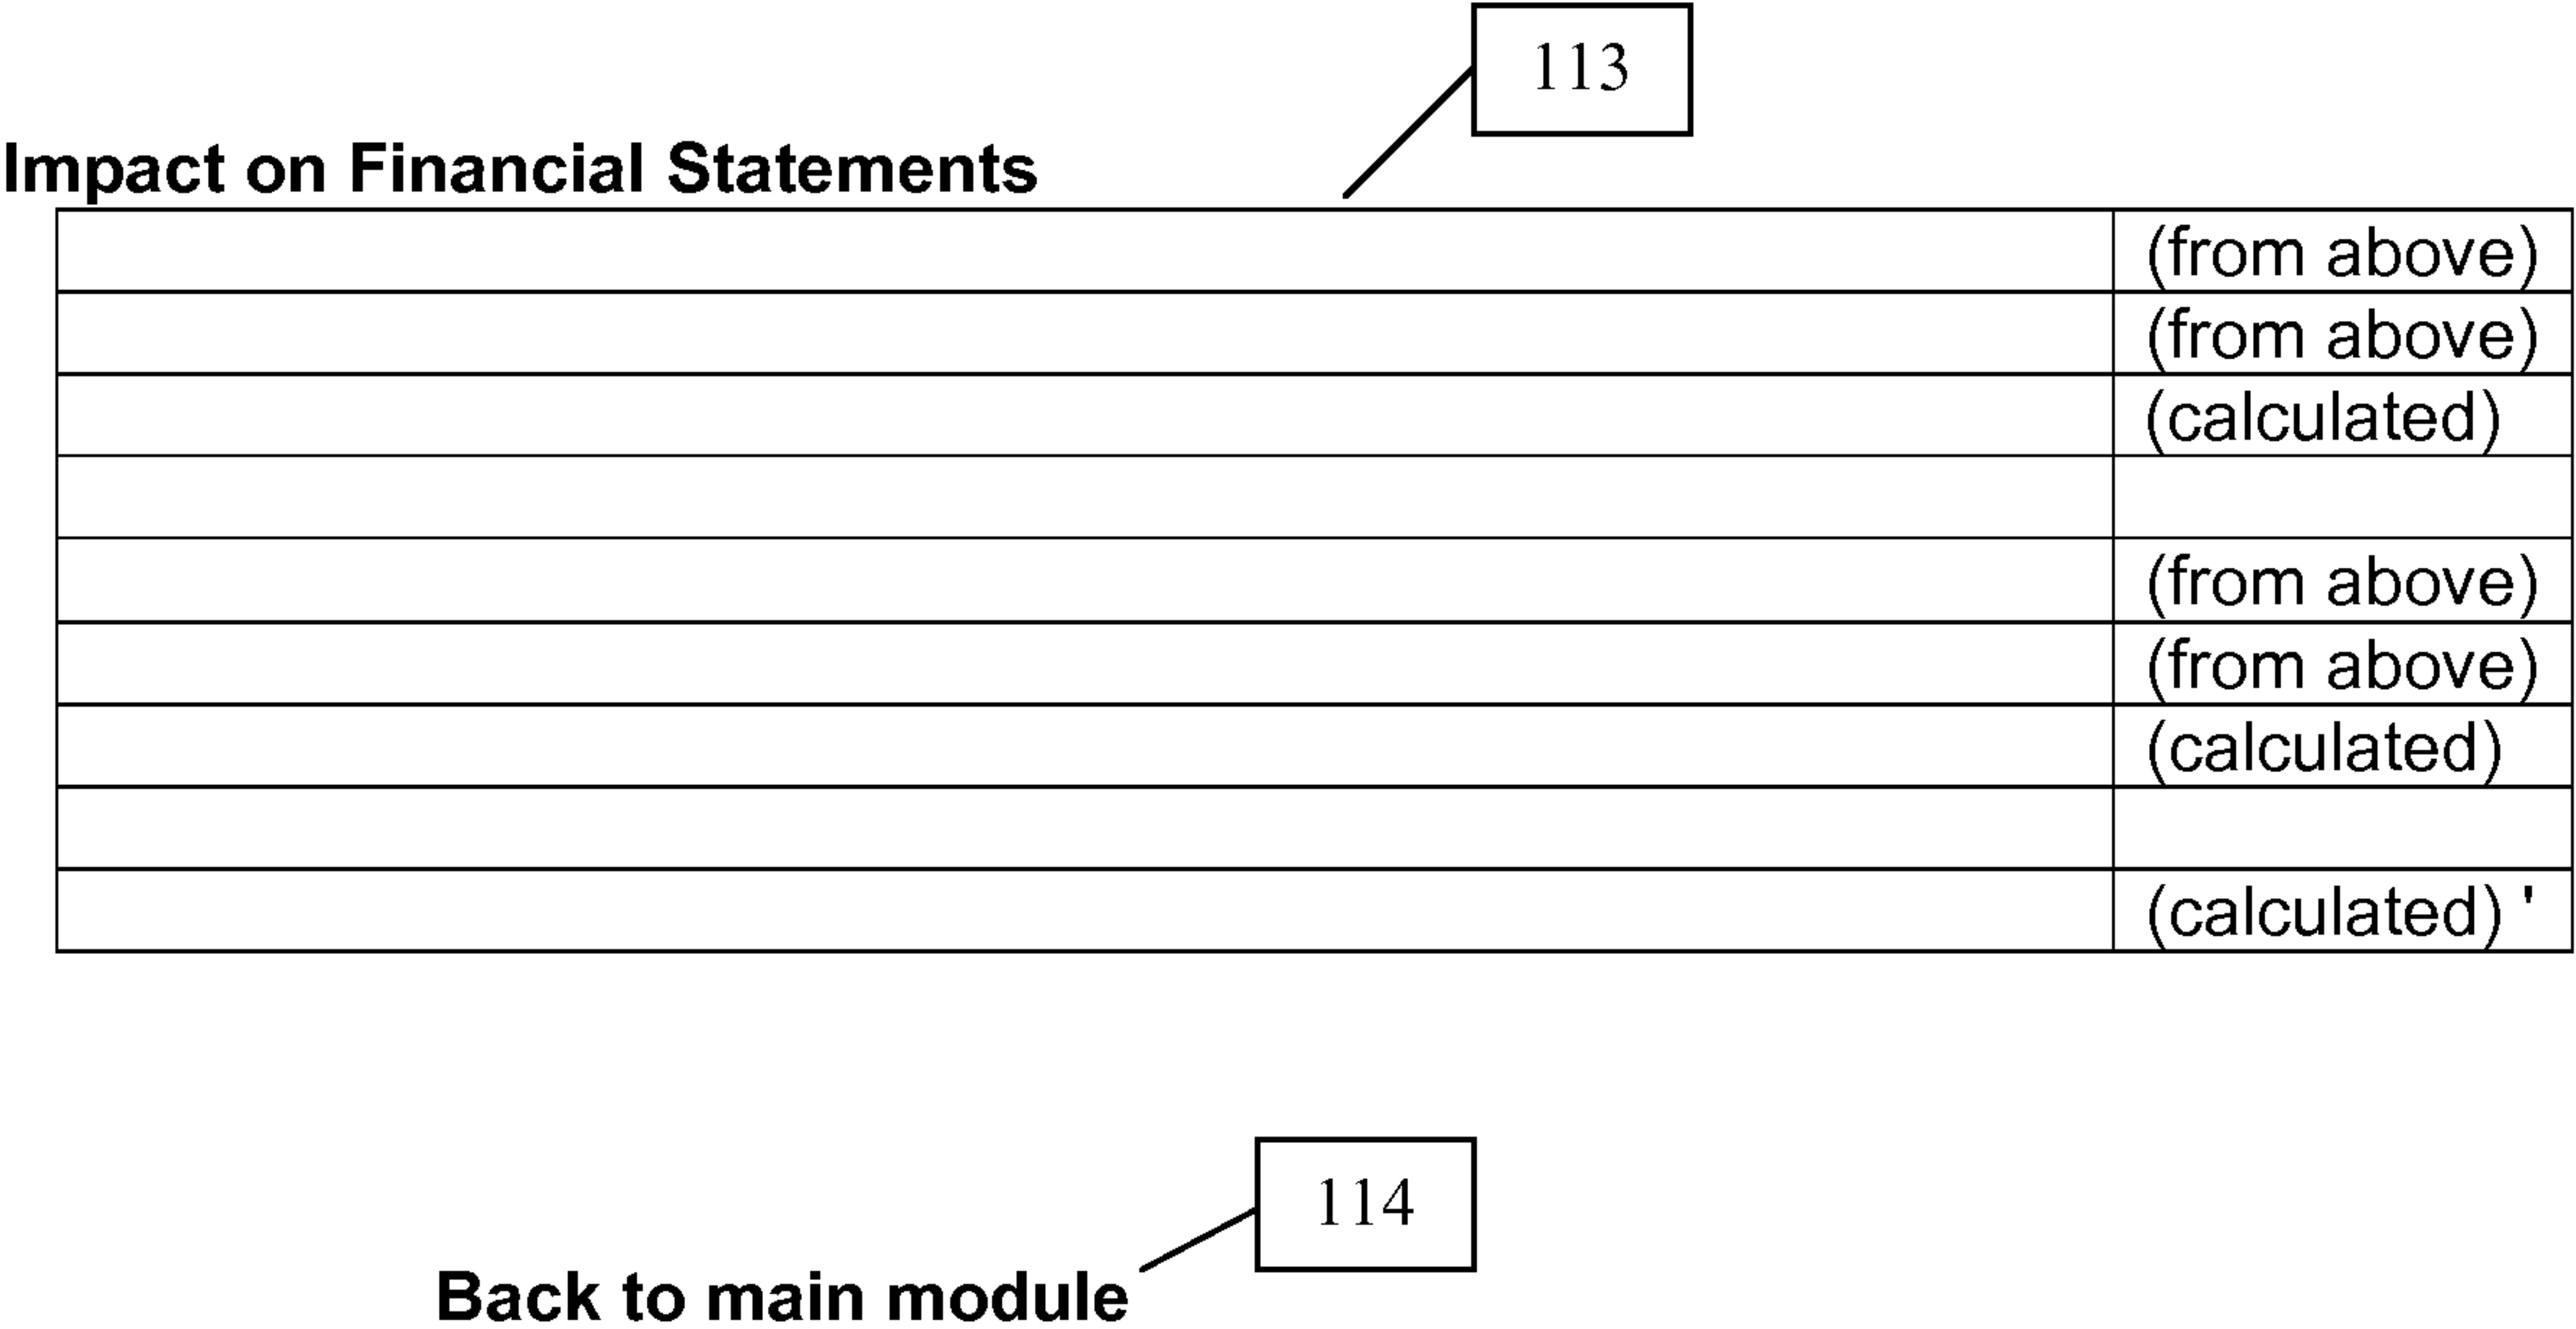 113
Impact on Financial Statements
(from above)
(from above)
(calculated)
(from above)
(from above)
(calculated)
(calculated) '
114
Back to main module